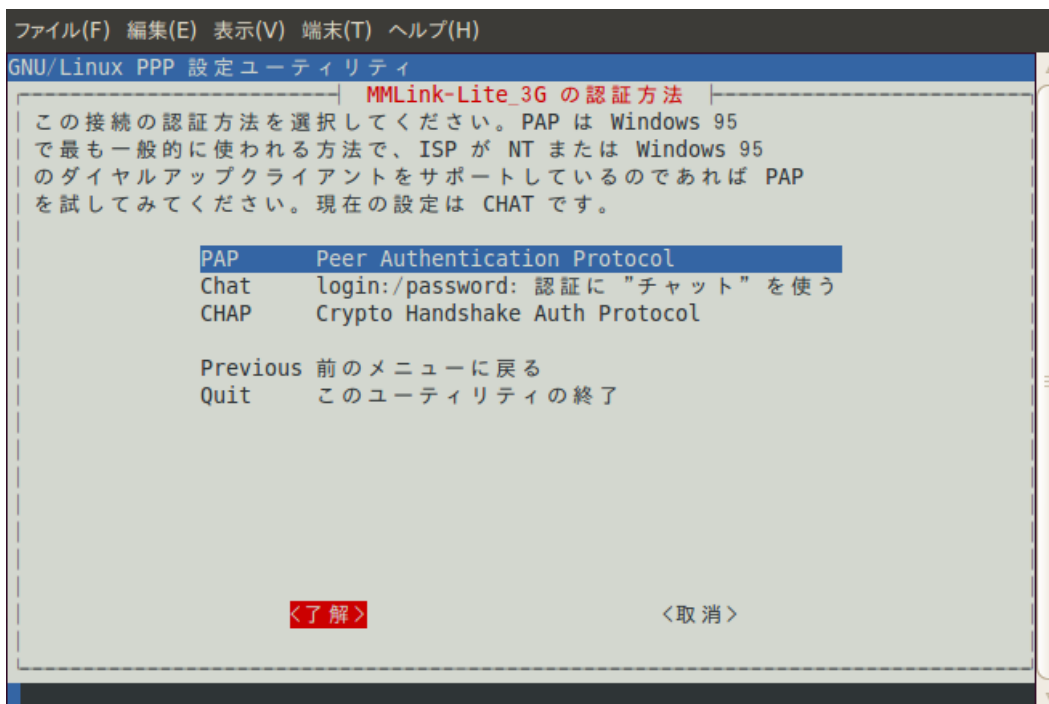 ファイル(F) 編集(E) 表示(V) 端末(T) ヘルプ(H)
GNU/Linux PPP 設定ユーティリティ
MMLink-Lite_3G の認証方法
この接続の認証方法を選択してください。PAP は Windows 95
で最も一般的に使われる方法で、ISP が NT または Windows 95
のダイヤルアップクライアントをサポートしているのであれば PAP
を試してみてください。現在の設定は CHAT です。
PAP Peer Authentication Protocol
Chat login:/password: 認証に "チャット" を使う
CHAP Crypto Handshake Auth Protocol
Previous 前のメニューに戻る
Quit このユーティリティの終了
<了解> <取消>